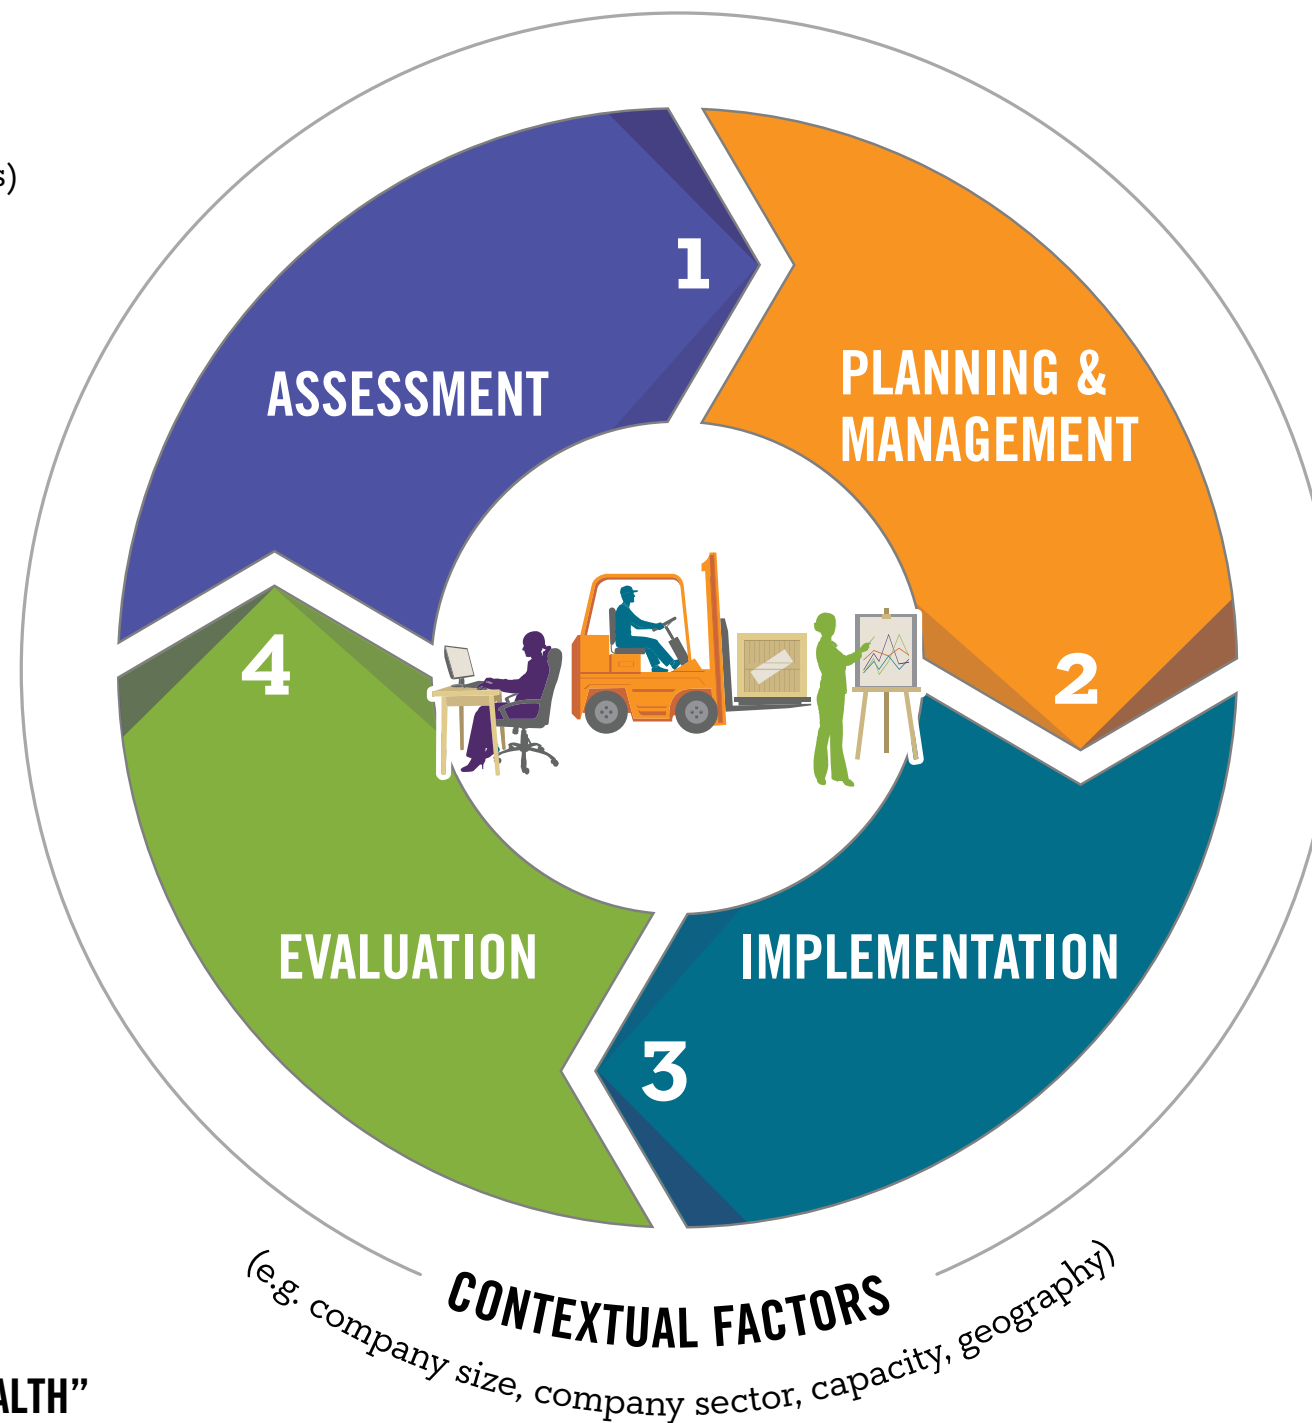 s)
1
ASSESSMENT
PLANNING &
MANAGEMENT
2
4
EVALUATION
IMPLEMENTATION
3
CONTEXTUAL FACTORS
(e.g. company size, company sector, capacity, geography)
ALTH”